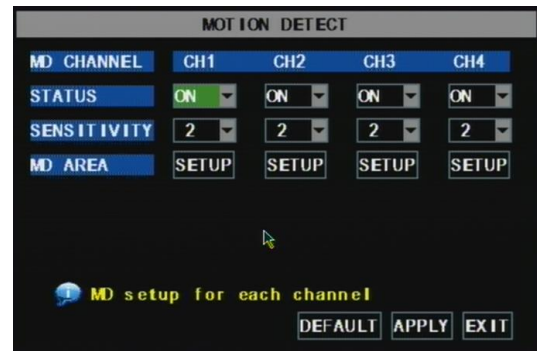 MOTION DETECT
MD CHANNEL CH1 CH2 CH3 CH4
STATUS ON ON ON ON
SENSITIVITY 2 2 2 2
MD AREA SETUP SETUP SETUP SETUP
MD setup for each channel
DEFAULT APPLY EXIT